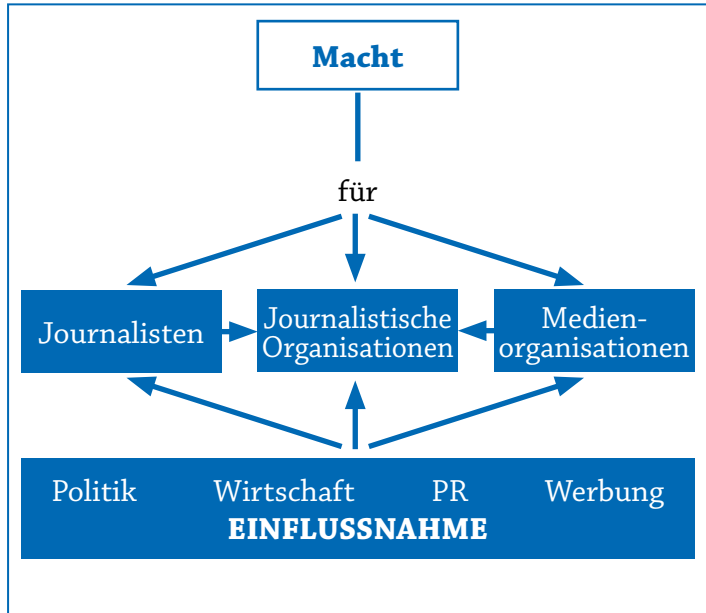 Macht
für
Journalisten
Journalistische
Organisationen
Medien-
organisationen
Politik Wirtschaft PR Werbung
EINFLUSSNAHME